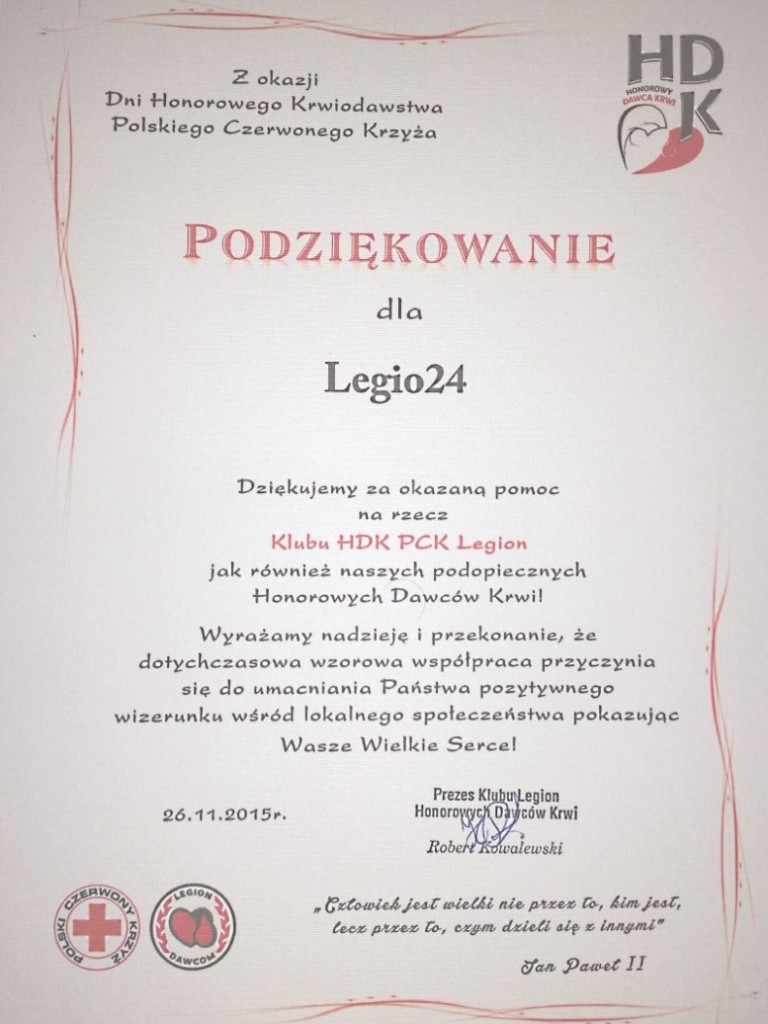 Z okazji
Dni Honorowego Krwiodawstwa
Polskiego Czerwonego Krzyża
HD
HONOROWY
DAWCA KRWI
K
PODZIĘKOWANIE
dla
Legio24
Dziękujemy za okazaną pomoc
na rzecz
Klubu HDK PCK Legion
jak również naszych podopiecznych
Honorowych Dawców Krwi!
Wyrażamy nadzieję i przekonanie, że
dotychczasowa wzorowa współpraca przyczynia
się do umacniania Państwa pozytywnego
wizerunku wśród lokalnego społeczeństwa pokazując
Wasze Wielkie Serce!
26.11.2015r.
Prezes Klubu Legion
Honorowych Dawców Krwi
Robert Kowalewski
POLSKI CZERWONY KRZYŻ
LEGION
DAWCOM
„Człowiek jest wielki nie przez to, kim jest,
lecz przez to, czym dzieli się z innymi"
Jan Paweł II